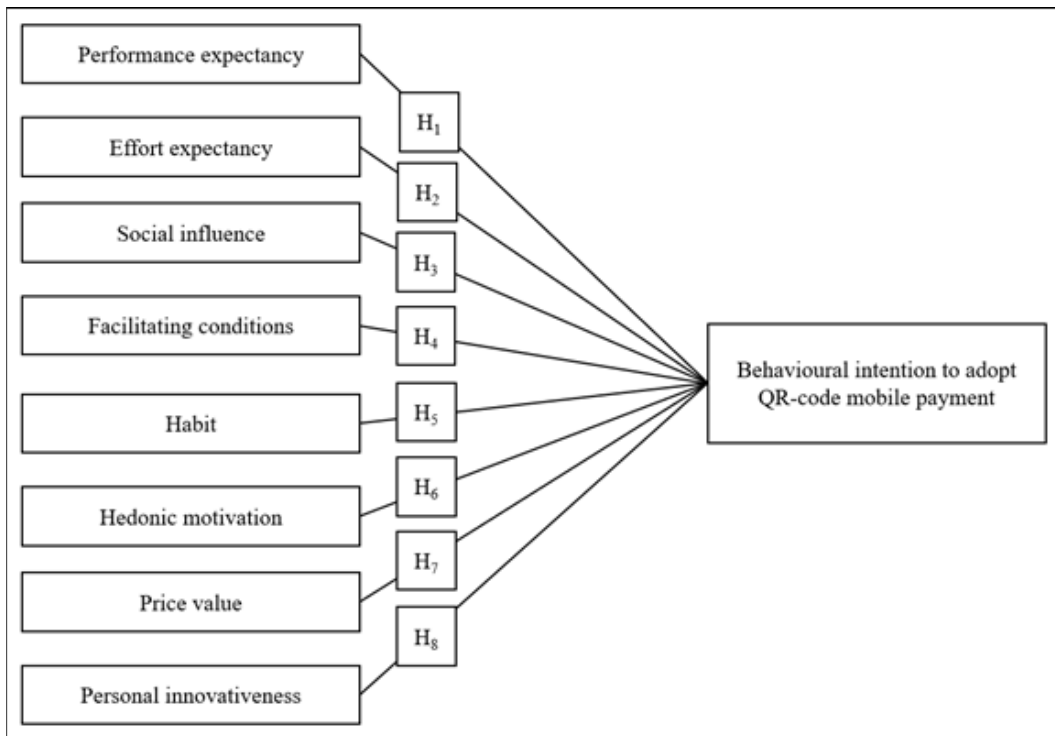 Performance expectancy
H₁
Effort expectancy
H₂
Social influence
H₃
Facilitating conditions
H₄
Habit
H₅
Hedonic motivation
H₆
Price value
H₇
Personal innovativeness
H₈
Behavioural intention to adopt
QR-code mobile payment